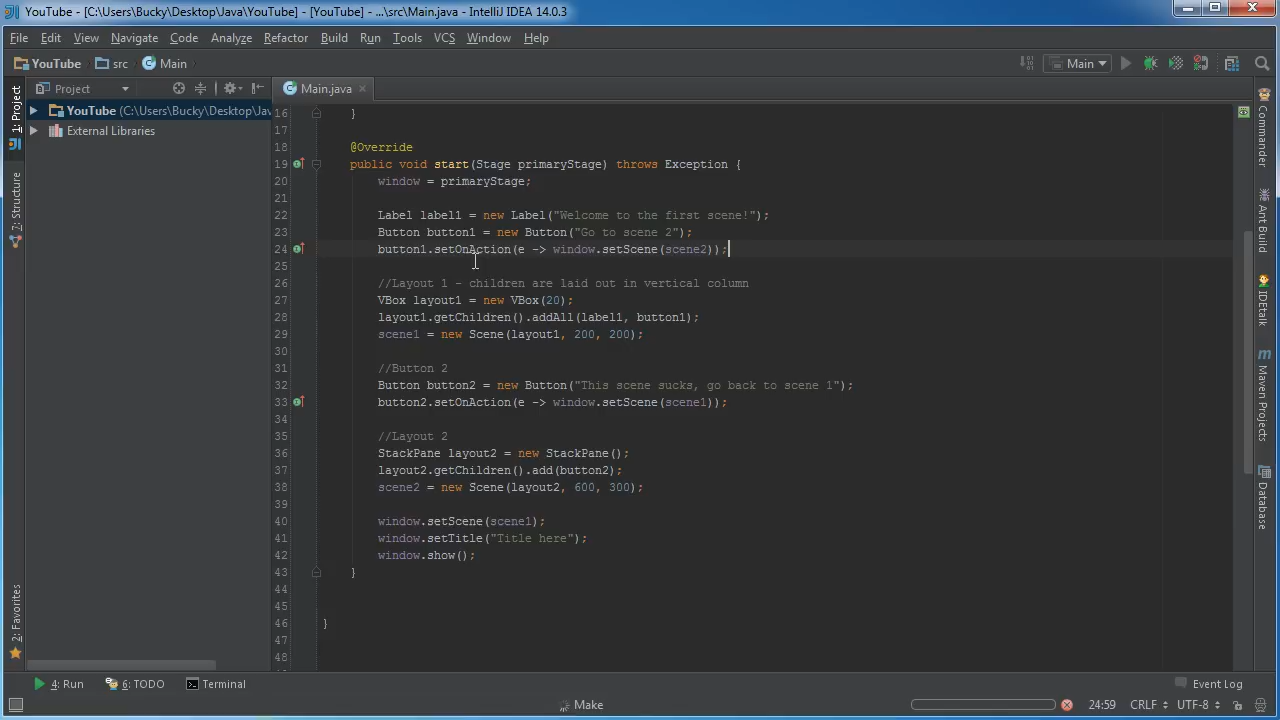 YouTube - [C:\Users\Bucky\Desktop\Java\YouTube] - [YouTube] - ...\src\Main.java - IntelliJ IDEA 14.0.3
File Edit View Navigate Code Analyze Refactor Build Run Tools VCS Window Help
YouTube src Main Main
1: Project
7: Structure
2: Favorites
Project
Main.java
YouTube (C:\Users\Bucky\Desktop\Jav
External Libraries
16 }
17
18 @Override
19 public void start(Stage primaryStage) throws Exception {
20 window = primaryStage;
21
22 Label label1 = new Label("Welcome to the first scene!");
23 Button button1 = new Button("Go to scene 2");
24 button1.setOnAction(e -> window.setScene(scene2));
25
26 //Layout 1 - children are laid out in vertical column
27 VBox layout1 = new VBox(20);
28 layout1.getChildren().addAll(label1, button1);
29 scene1 = new Scene(layout1, 200, 200);
30
31 //Button 2
32 Button button2 = new Button("This scene sucks, go back to scene 1");
33 button2.setOnAction(e -> window.setScene(scene1));
34
35 //Layout 2
36 StackPane layout2 = new StackPane();
37 layout2.getChildren().add(button2);
38 scene2 = new Scene(layout2, 600, 300);
39
40 window.setScene(scene1);
41 window.setTitle("Title here");
42 window.show();
43 }
44
45
46 }
47
48
Commander
Ant Build
IDEtalk
m Maven Projects
Database
4: Run 6: TODO Terminal Event Log
Make 24:59 CRLF UTF-8